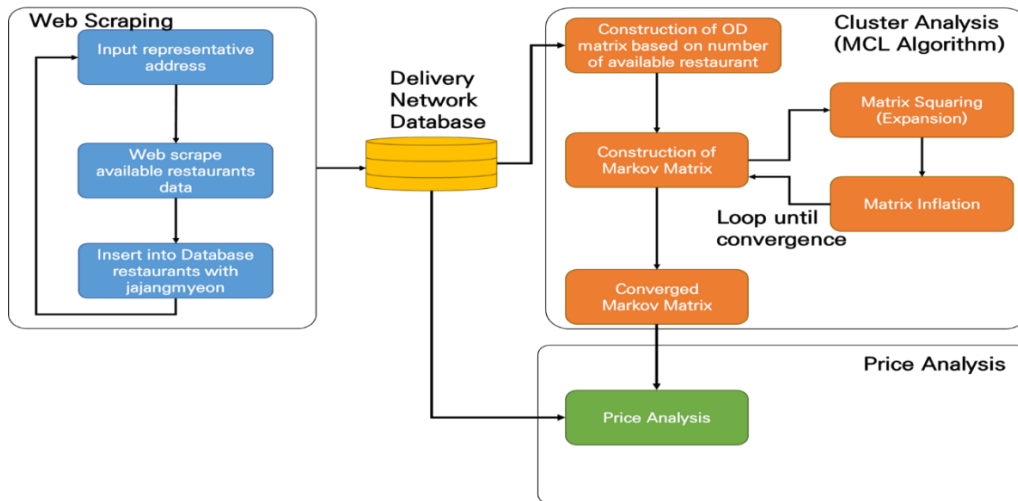 Web Scraping
Input representative
address
Web scrape
available restaurants
data
Insert into Database
restaurants with
jajangmyeon
Delivery
Network
Database
Cluster Analysis
(MCL Algorithm)
Construction of OD
matrix based on number
of available restaurant
Matrix Squaring
(Expansion)
Construction of
Markov Matrix
Matrix Inflation
Loop until
convergence
Converged
Markov Matrix
Price Analysis
Price Analysis